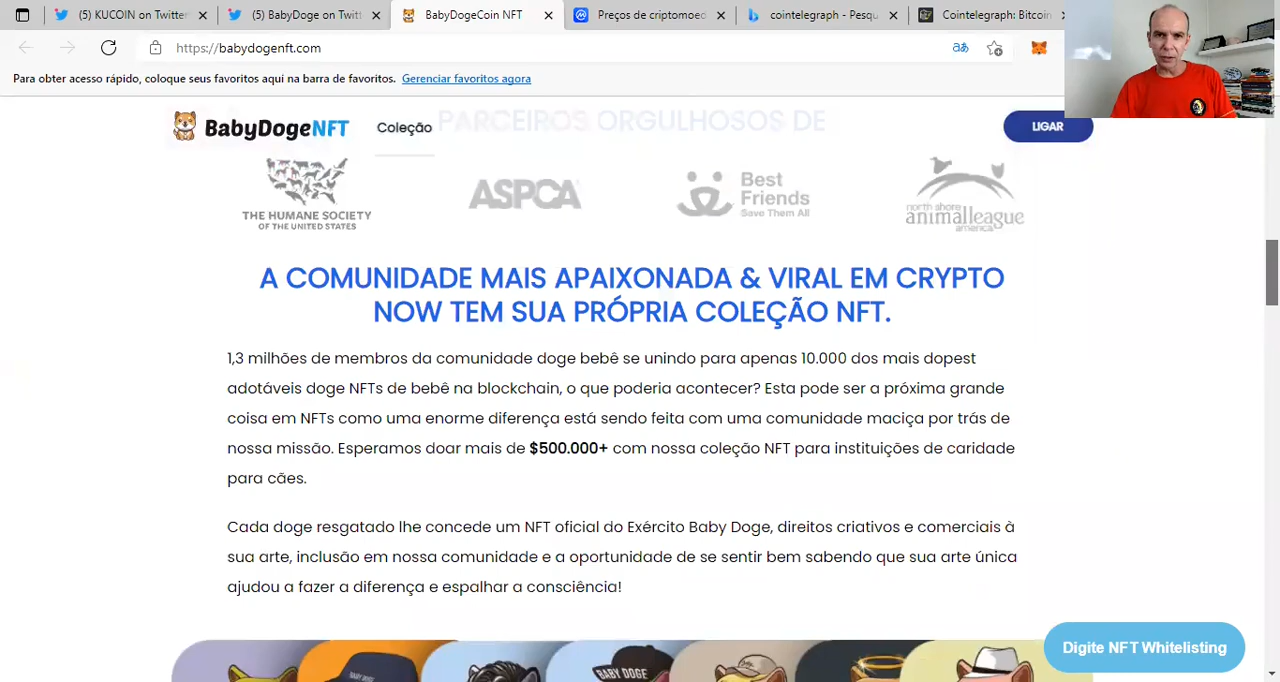 (5) KUCOIN on Twitter
(5) BabyDoge on Twitt
BabyDogeCoin NFT
Preços de criptomoe
cointelegraph - Pesqu
Cointelegraph: Bitcoin
https://babydogenft.com
Para obter acesso rápido, coloque seus favoritos aqui na barra de favoritos. Gerenciar favoritos agora
BabyDogeNFT
Coleção
PARCEIROS ORGULHOSOS DE
LIGAR
THE HUMANE SOCIETY
OF THE UNITED STATES
ASPCA
Best
Friends
Save Them All
north shore
animalleague
america
A COMUNIDADE MAIS APAIXONADA & VIRAL EM CRYPTO
NOW TEM SUA PRÓPRIA COLEÇÃO NFT.
1,3 milhões de membros da comunidade doge bebê se unindo para apenas 10.000 dos mais dopest
adotáveis doge NFTs de bebê na blockchain, o que poderia acontecer? Esta pode ser a próxima grande
coisa em NFTs como uma enorme diferença está sendo feita com uma comunidade maciça por trás de
nossa missão. Esperamos doar mais de $500.000+ com nossa coleção NFT para instituições de caridade
para cães.
Cada doge resgatado lhe concede um NFT oficial do Exército Baby Doge, direitos criativos e comerciais à
sua arte, inclusão em nossa comunidade e a oportunidade de se sentir bem sabendo que sua arte única
ajudou a fazer a diferença e espalhar a consciência!
BABY DOGE
BABY DOGE
Digite NFT Whitelisting